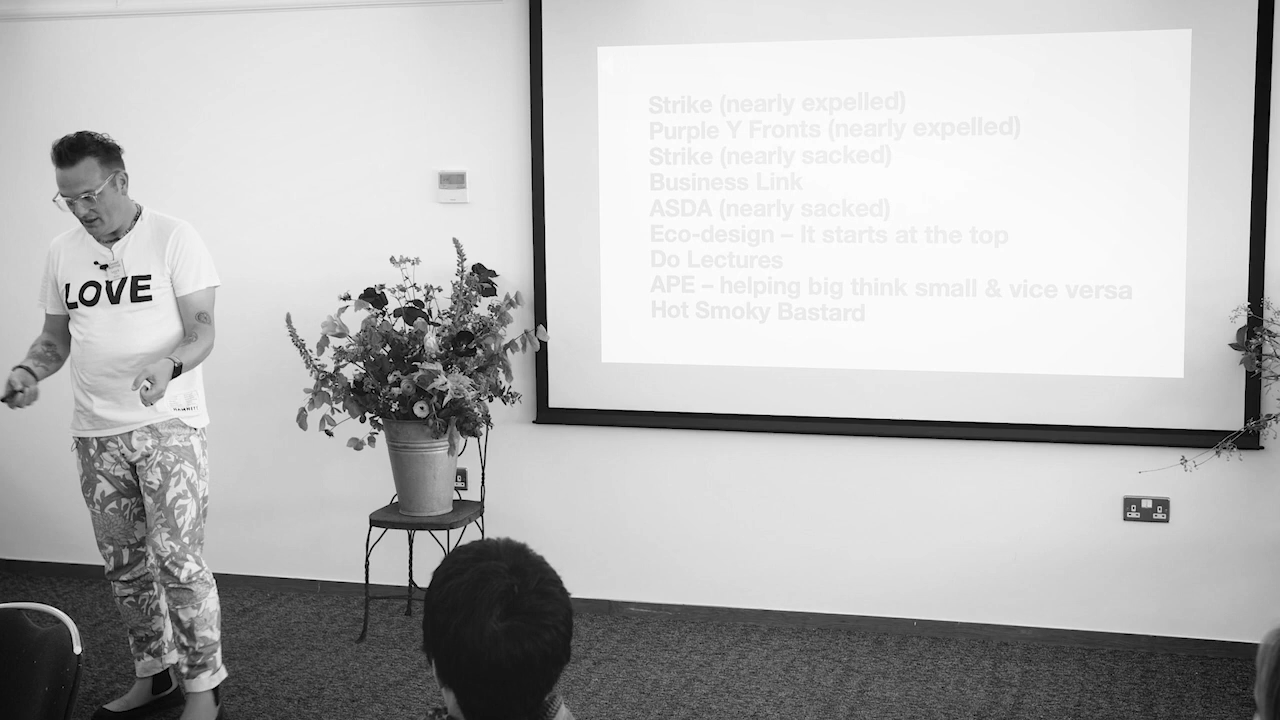 LOVE
Strike (nearly expelled)
Purple Y Fronts (nearly expelled)
Strike (nearly sacked)
Business Link
ASDA (nearly sacked)
Eco-design – It starts at the top
Do Lectures
APE – helping big think small & vice versa
Hot Smoky Bastard